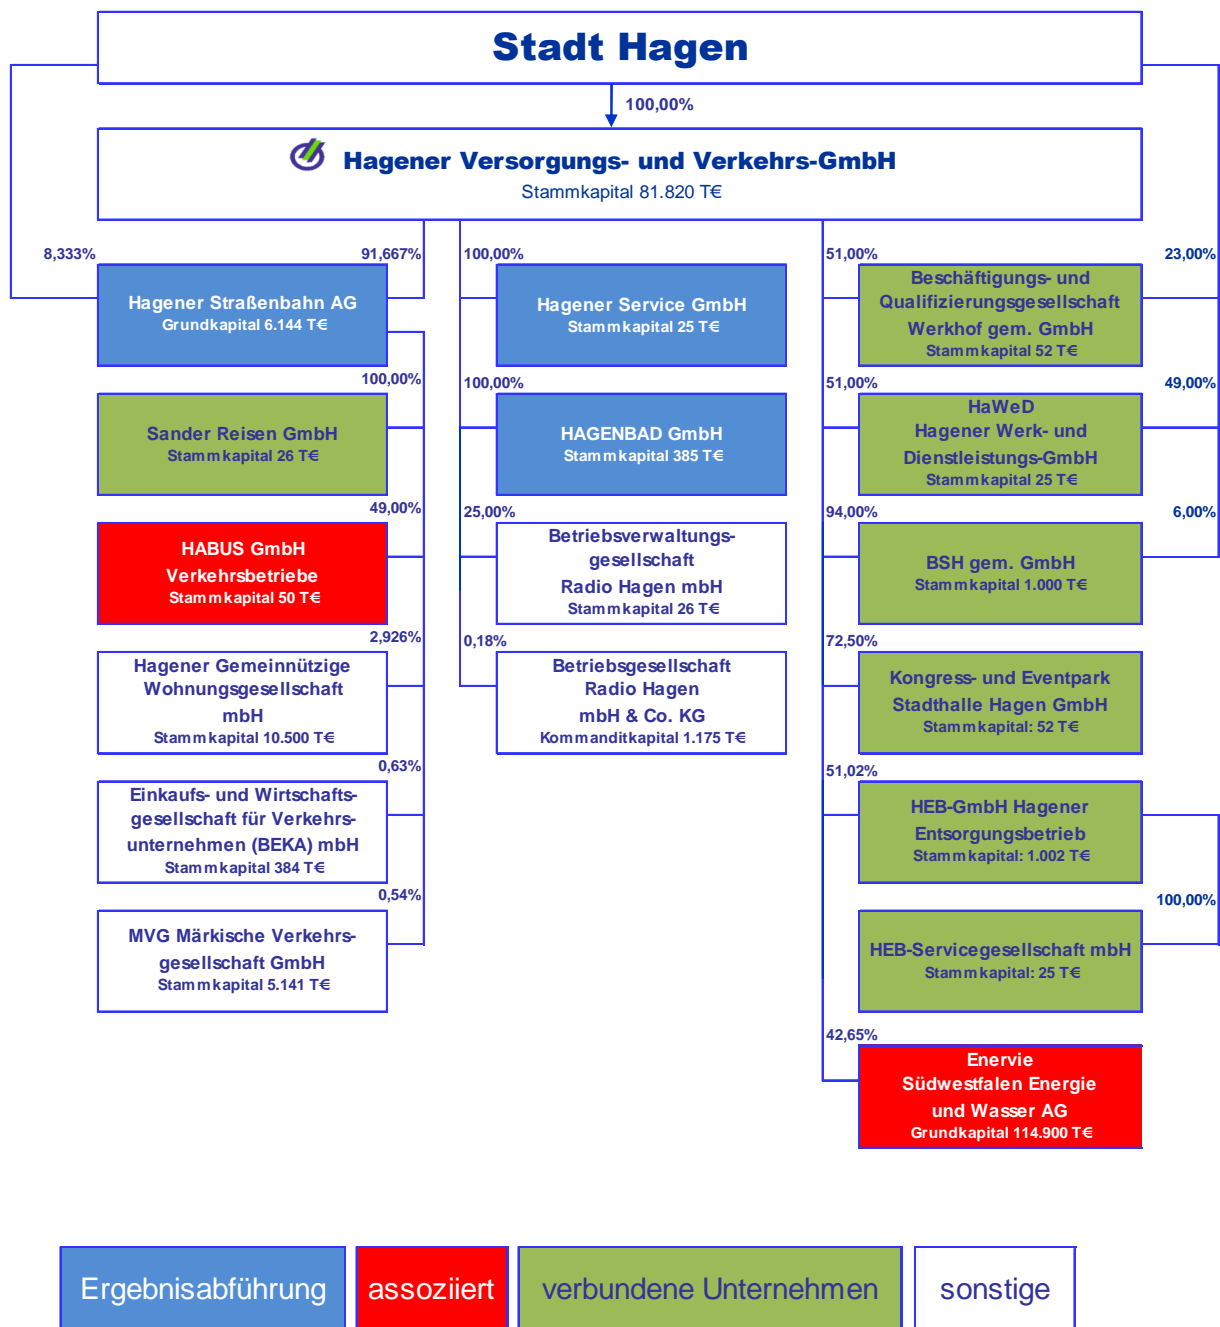 Stadt Hagen
100,00%
Hagener Versorgungs- und Verkehrs-GmbH
Stammkapital 81.820 T€
8,333%
91,667%
Hagener Straßenbahn AG
Grundkapital 6.144 T€
100,00%
Sander Reisen GmbH
Stammkapital 26 T€
49,00%
HABUS GmbH
Verkehrsbetriebe
Stammkapital 50 T€
2,926%
Hagener Gemeinnützige
Wohnungsgesellschaft
mbH
Stammkapital 10.500 T€
0,63%
Einkaufs- und Wirtschafts-
gesellschaft für Verkehrs-
unternehmen (BEKA) mbH
Stammkapital 384 T€
0,54%
MVG Märkische Verkehrs-
gesellschaft GmbH
Stammkapital 5.141 T€
100,00%
Hagener Service GmbH
Stammkapital 25 T€
100,00%
HAGENBAD GmbH
Stammkapital 385 T€
25,00%
Betriebsverwaltungs-
gesellschaft
Radio Hagen mbH
Stammkapital 26 T€
0,18%
Betriebsgesellschaft
Radio Hagen
mbH & Co. KG
Kommanditkapital 1.175 T€
51,00%
23,00%
Beschäftigungs- und
Qualifizierungsgesellschaft
Werkhof gem. GmbH
Stammkapital 52 T€
51,00%
49,00%
HaWeD
Hagener Werk- und
Dienstleistungs-GmbH
Stammkapital 25 T€
94,00%
6,00%
BSH gem. GmbH
Stammkapital 1.000 T€
72,50%
Kongress- und Eventpark
Stadthalle Hagen GmbH
Stammkapital: 52 T€
51,02%
HEB-GmbH Hagener
Entsorgungsbetrieb
Stammkapital: 1.002 T€
100,00%
HEB-Servicegesellschaft mbH
Stammkapital: 25 T€
42,65%
Enervie
Südwestfalen Energie
und Wasser AG
Grundkapital 114.900 T€
Ergebnisabführung
assoziiert
verbundene Unternehmen
sonstige